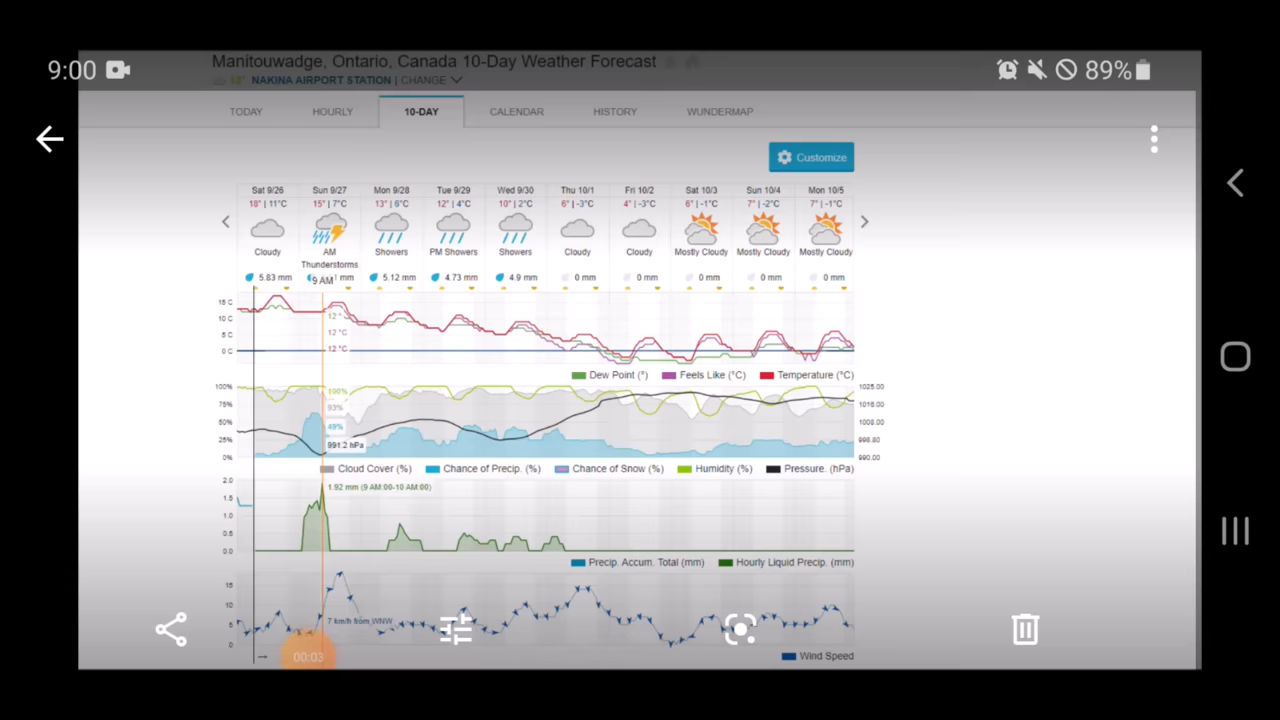 Manitouwadge, Ontario, Canada 10-Day Weather Forecast
9:00
89%
18° NAKINA AIRPORT STATION | CHANGE
TODAY HOURLY 10-DAY CALENDAR HISTORY WUNDERMAP
Customize
Sat 9/26 Sun 9/27 Mon 9/28 Tue 9/29 Wed 9/30 Thu 10/1 Fri 10/2 Sat 10/3 Sun 10/4 Mon 10/5
18° | 11°C 15° | 7°C 13° | 6°C 12° | 4°C 10° | 2°C 6° | -3°C 4° | -3°C 6° | -1°C 7° | -2°C 7° | -1°C
Cloudy AM Showers PM Showers Showers Cloudy Cloudy Mostly Cloudy Mostly Cloudy Mostly Cloudy
Thunderstorms
5.83 mm 1 mm 5.12 mm 4.73 mm 4.9 mm 0 mm 0 mm 0 mm 0 mm 0 mm
9 AM
15 C
12 °
10 C
12 °C
5 C
12 °C
0 C
Dew Point (°) Feels Like (°C) Temperature (°C)
100% 100% 1025.00
75% 93% 1016.00
50% 49% 1008.00
25% 991.2 hPa 998.80
0% 990.00
Cloud Cover (%) Chance of Precip. (%) Chance of Snow (%) Humidity (%) Pressure. (hPa)
2.0
1.92 mm (9 AM:00-10 AM:00)
1.5
1.0
0.5
0.0
Precip. Accum. Total (mm) Hourly Liquid Precip. (mm)
15
10
5 7 km/h from WNW
0
00:03
Wind Speed